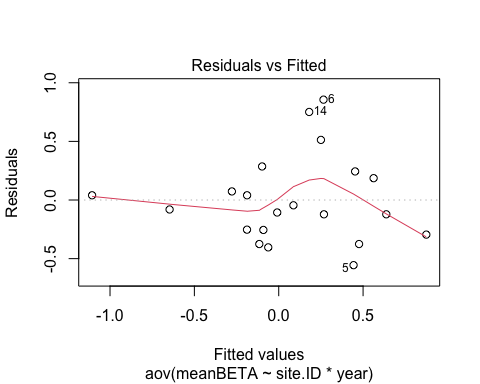 Residuals vs Fitted
1.0
0.5
0.0
-0.5
Residuals
6
14
5
-1.0 -0.5 0.0 0.5
Fitted values
aov(meanBETA ~ site.ID * year)